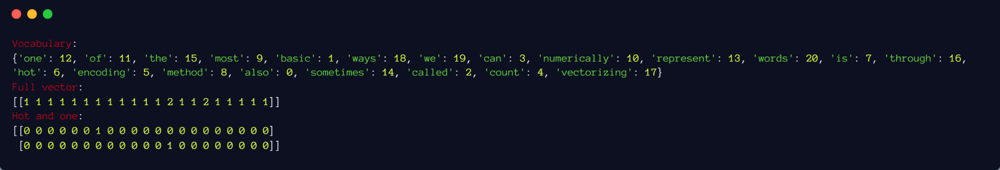 Vocabulary:
{'one': 12, 'of': 11, 'the': 15, 'most': 9, 'basic': 1, 'ways': 18, 'we': 19, 'can': 3, 'numerically': 10, 'represent': 13, 'words': 20, 'is': 7, 'through': 16,
'hot': 6, 'encoding': 5, 'method': 8, 'also': 0, 'sometimes': 14, 'called': 2, 'count': 4, 'vectorizing': 17}
Full vector:
[[1 1 1 1 1 1 1 1 1 1 1 1 2 1 1 2 1 1 1 1 1]]
Hot and one:
[[0 0 0 0 0 0 1 0 0 0 0 0 0 0 0 0 0 0 0 0 0]
[0 0 0 0 0 0 0 0 0 0 0 0 1 0 0 0 0 0 0 0 0]]